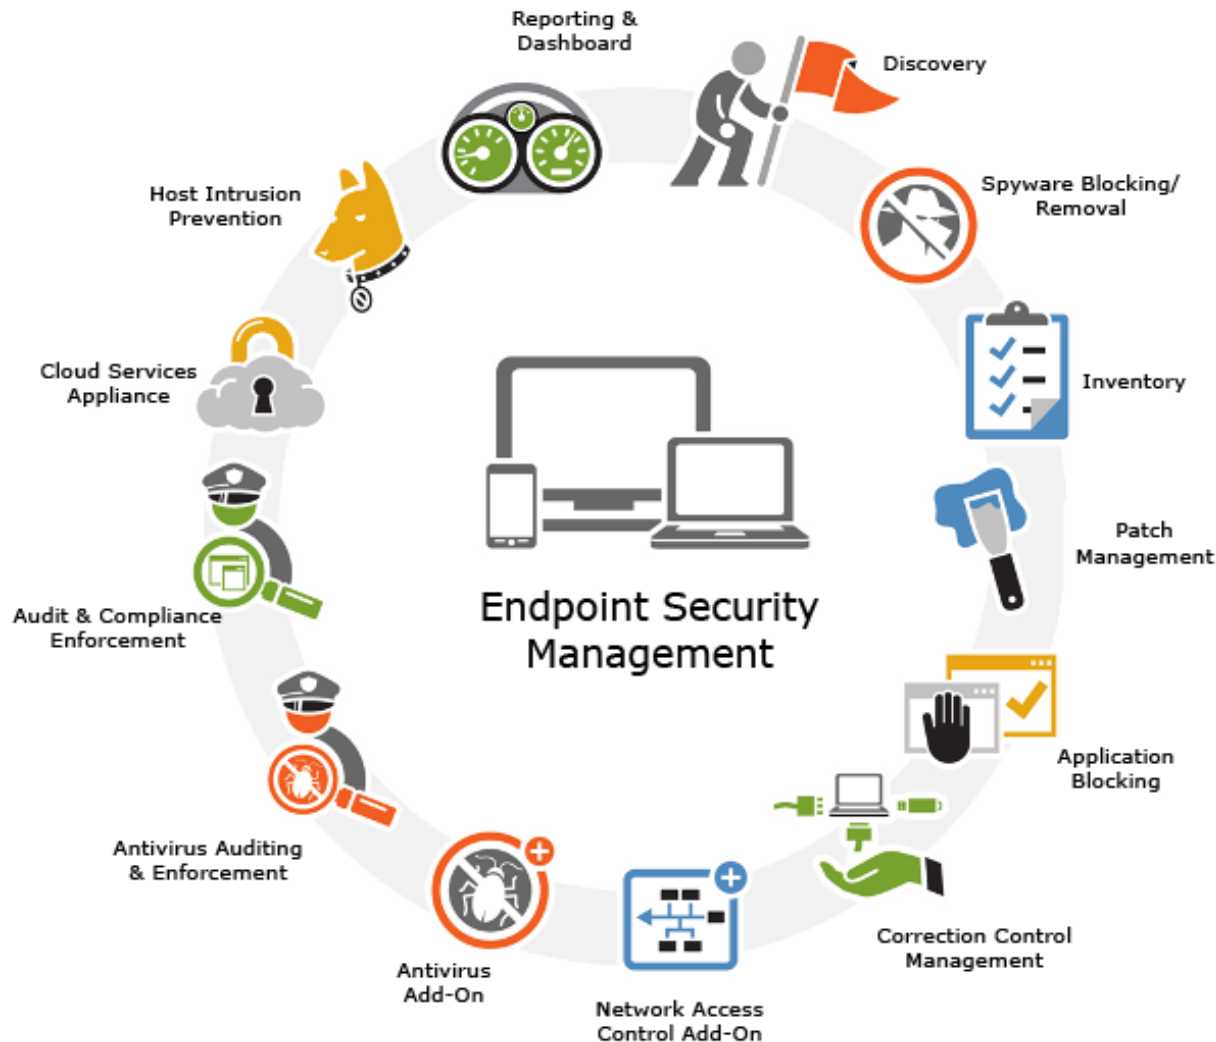 Reporting &
Dashboard
Discovery
Spyware Blocking/
Removal
Inventory
Patch
Management
Application
Blocking
Correction Control
Management
Network Access
Control Add-On
Antivirus
Add-On
Antivirus Auditing
& Enforcement
Audit & Compliance
Enforcement
Cloud Services
Appliance
Host Intrusion
Prevention
Endpoint Security
Management